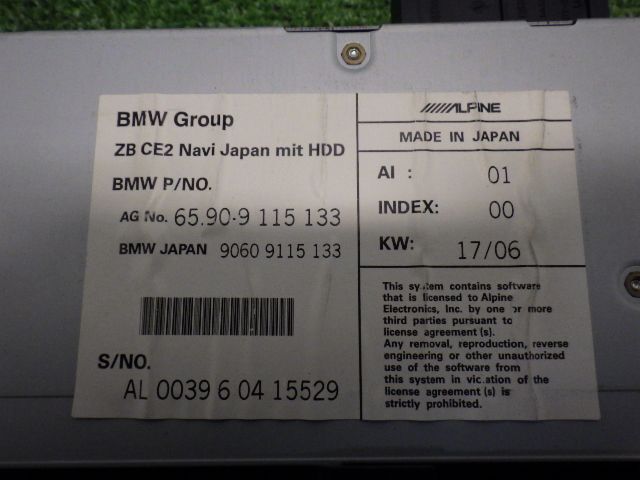 BMW Group
ZB CE2 Navi Japan mit HDD
BMW P/NO.
AG No. 65.90-9 115 133
BMW JAPAN 9060 9115 133
S/NO.
AL 0039 6 04 15529
ALPINE
MADE IN JAPAN
AI : 01
INDEX: 00
KW: 17/06
This system contains software
that is licensed to Alpine
Electronics, Inc. by one or more
third parties pursuant to
license agreement (s).
Any removal, reproduction, reverse
engineering or other unauthorized
use of the software from
this system in violation of the
license agreement (s) is
strictly prohibited.